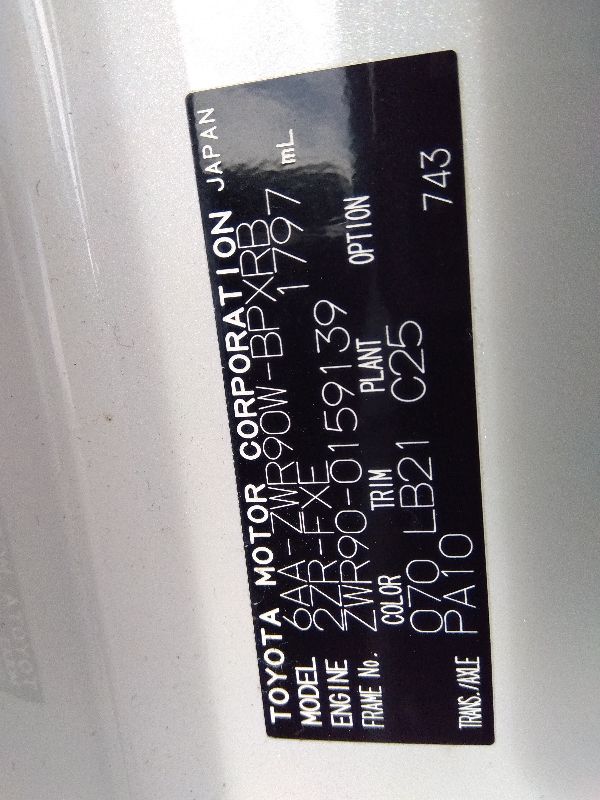 TOYOTA MOTOR CORPORATION JAPAN
MODEL 6AA-ZWR90W-BPXRB
ENGINE 2ZR-FXE 1797 mL
FRAME No. ZWR90-0159139
COLOR TRIM PLANT OPTION
070 LB21 C25 743
TRANS./AXLE PA10